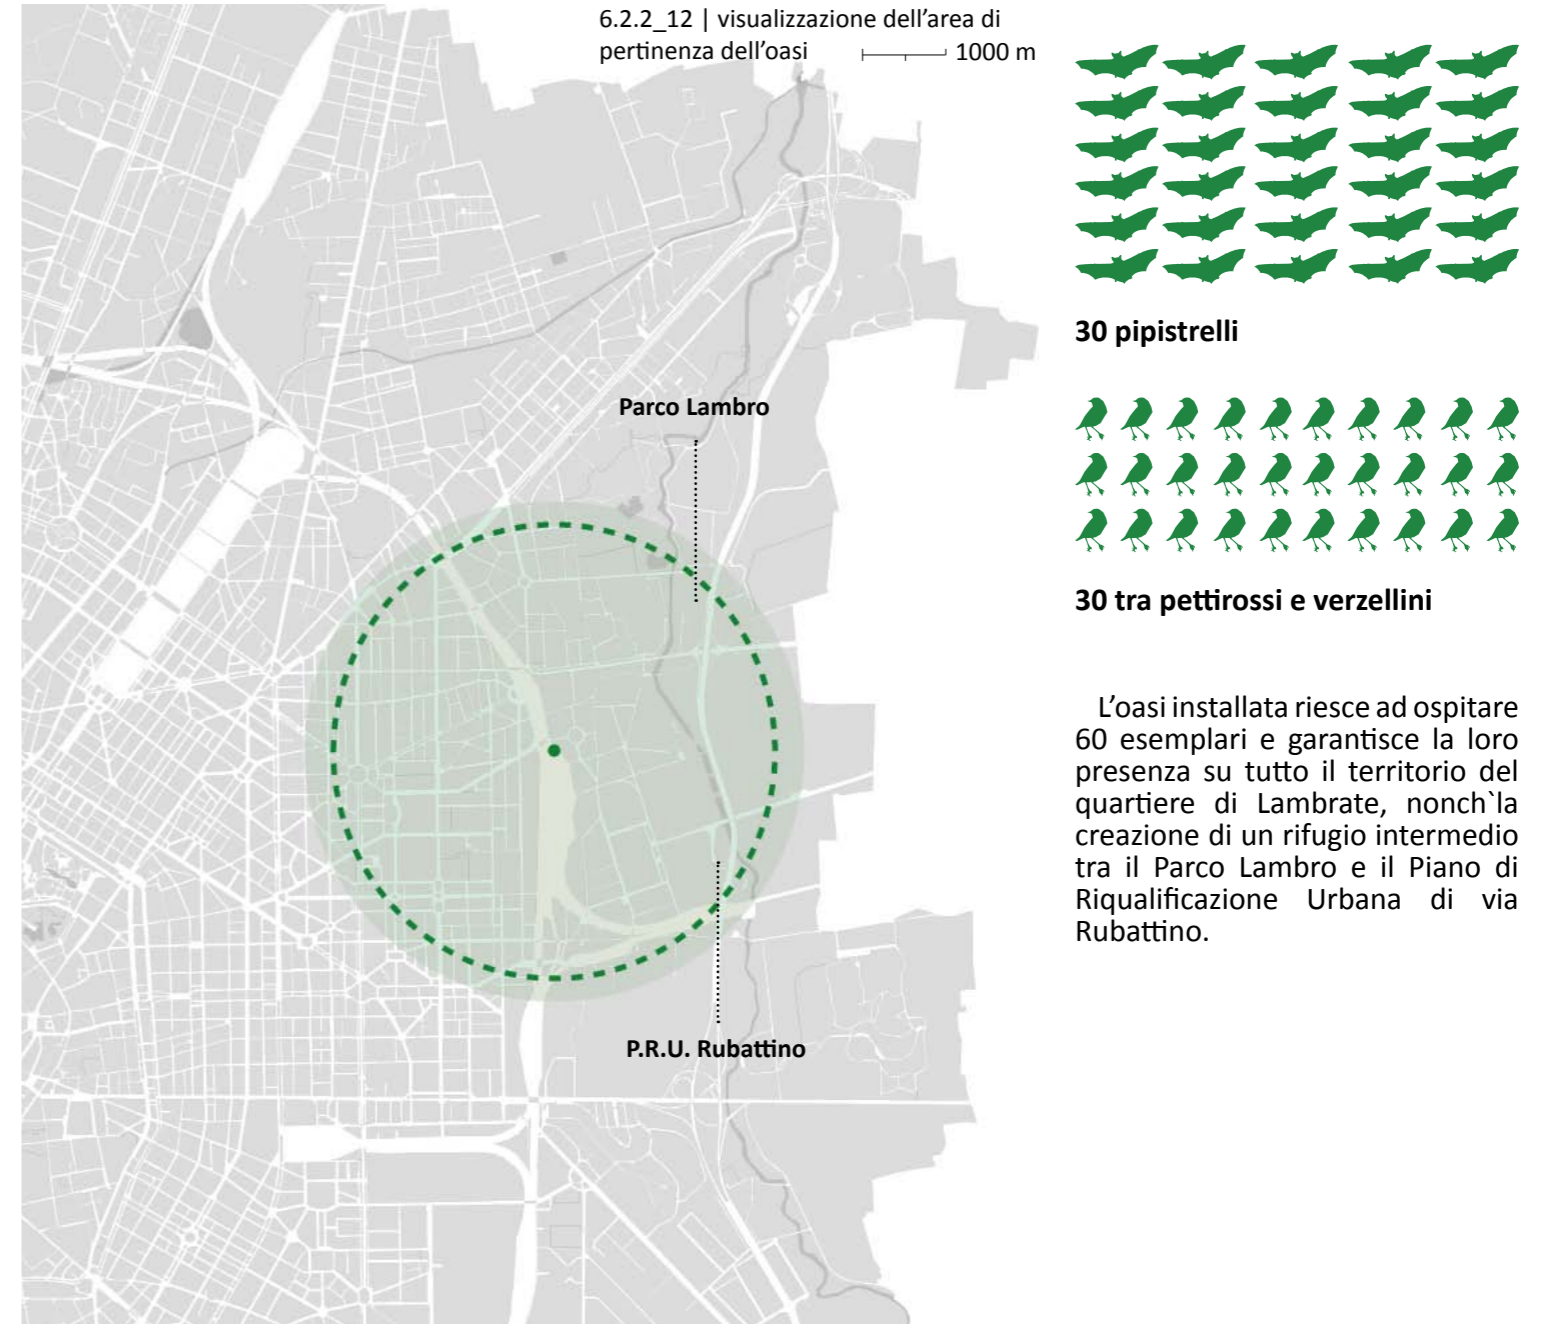 6.2.2_12 | visualizzazione dell’area di
pertinenza dell’oasi
1000 m
30 pipistrelli
Parco Lambro
30 tra pettirossi e verzellini
L’oasi installata riesce ad ospitare
60 esemplari e garantisce la loro
presenza su tutto il territorio del
quartiere di Lambrate, nonch`la
creazione di un rifugio intermedio
tra il Parco Lambro e il Piano di
Riqualificazione Urbana di via
Rubattino.
P.R.U. Rubattino